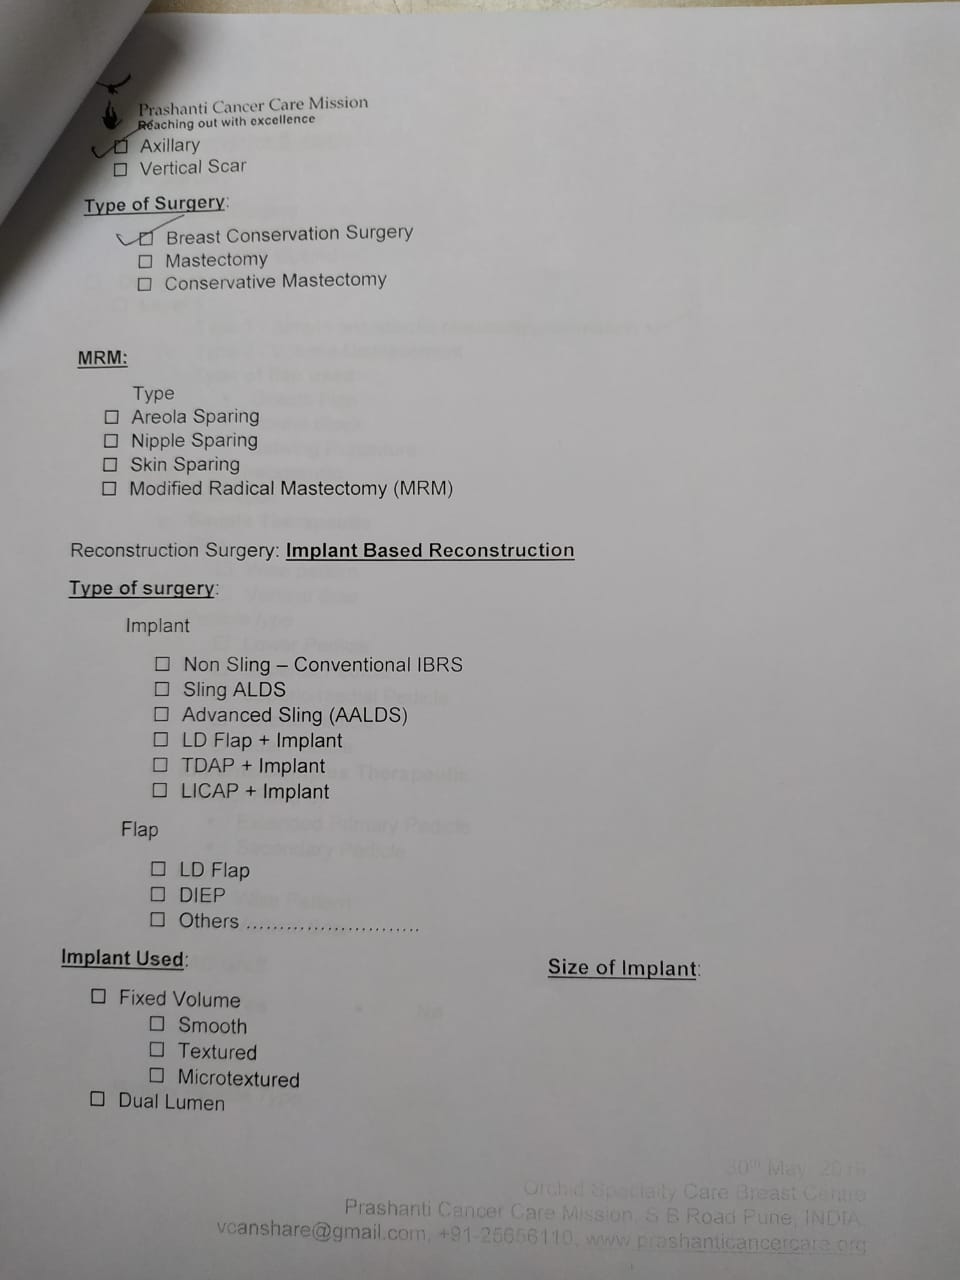 Prashanti Cancer Care Mission
Reaching out with excellence
☑ Axillary
☐ Vertical Scar
Type of Surgery:
☑ Breast Conservation Surgery
☐ Mastectomy
☐ Conservative Mastectomy
MRM:
Type
☐ Areola Sparing
☐ Nipple Sparing
☐ Skin Sparing
☐ Modified Radical Mastectomy (MRM)
Reconstruction Surgery: Implant Based Reconstruction
Type of surgery:
Implant
☐ Non Sling – Conventional IBRS
☐ Sling ALDS
☐ Advanced Sling (AALDS)
☐ LD Flap + Implant
☐ TDAP + Implant
☐ LICAP + Implant
Flap
☐ LD Flap
☐ DIEP
☐ Others ..........................
Implant Used: Size of Implant:
☐ Fixed Volume
☐ Smooth
☐ Textured
☐ Microtextured
☐ Dual Lumen
30th May,
Orchid Specialty Care Breast Centre
Prashanti Cancer Care Mission, S B Road Pune, INDIA,
vcanshare@gmail.com, +91-25656110, www.prashanticancercare.org